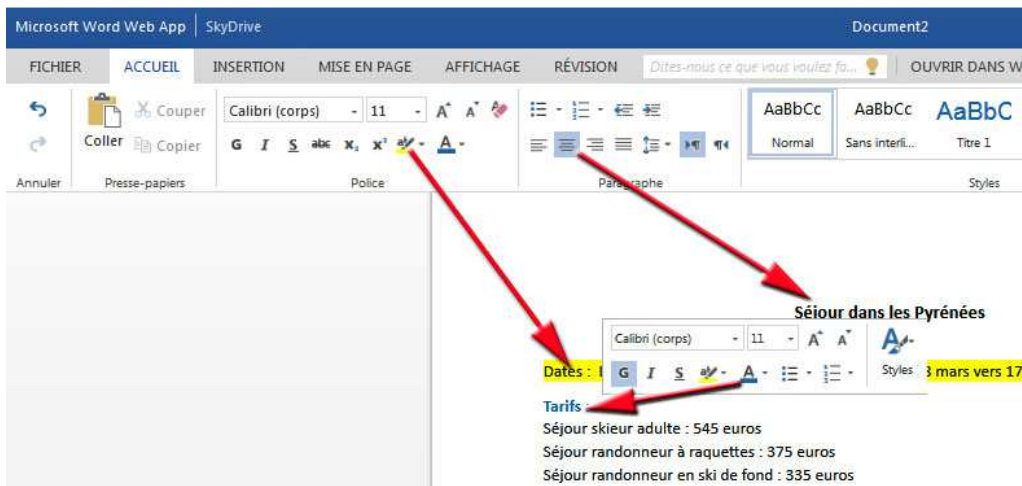 Microsoft Word Web App | SkyDrive Document2
FICHIER ACCUEIL INSERTION MISE EN PAGE AFFICHAGE RÉVISION Dites-nous ce que vous voulez fa... OUVRIR DANS W
Couper Calibri (corps) 11 A A AaBbCc AaBbCc AaBbC
Coller Copier G I S abc X₂ X² ab A Normal Sans interli... Titre 1
Annuler Presse-papiers Police Paragraphe Styles
Séjour dans les Pyrénées
Calibri (corps) 11 A A A
Dates : G I S ab A Styles 3 mars vers 17
Tarifs :
Séjour skieur adulte : 545 euros
Séjour randonneur à raquettes : 375 euros
Séjour randonneur en ski de fond : 335 euros